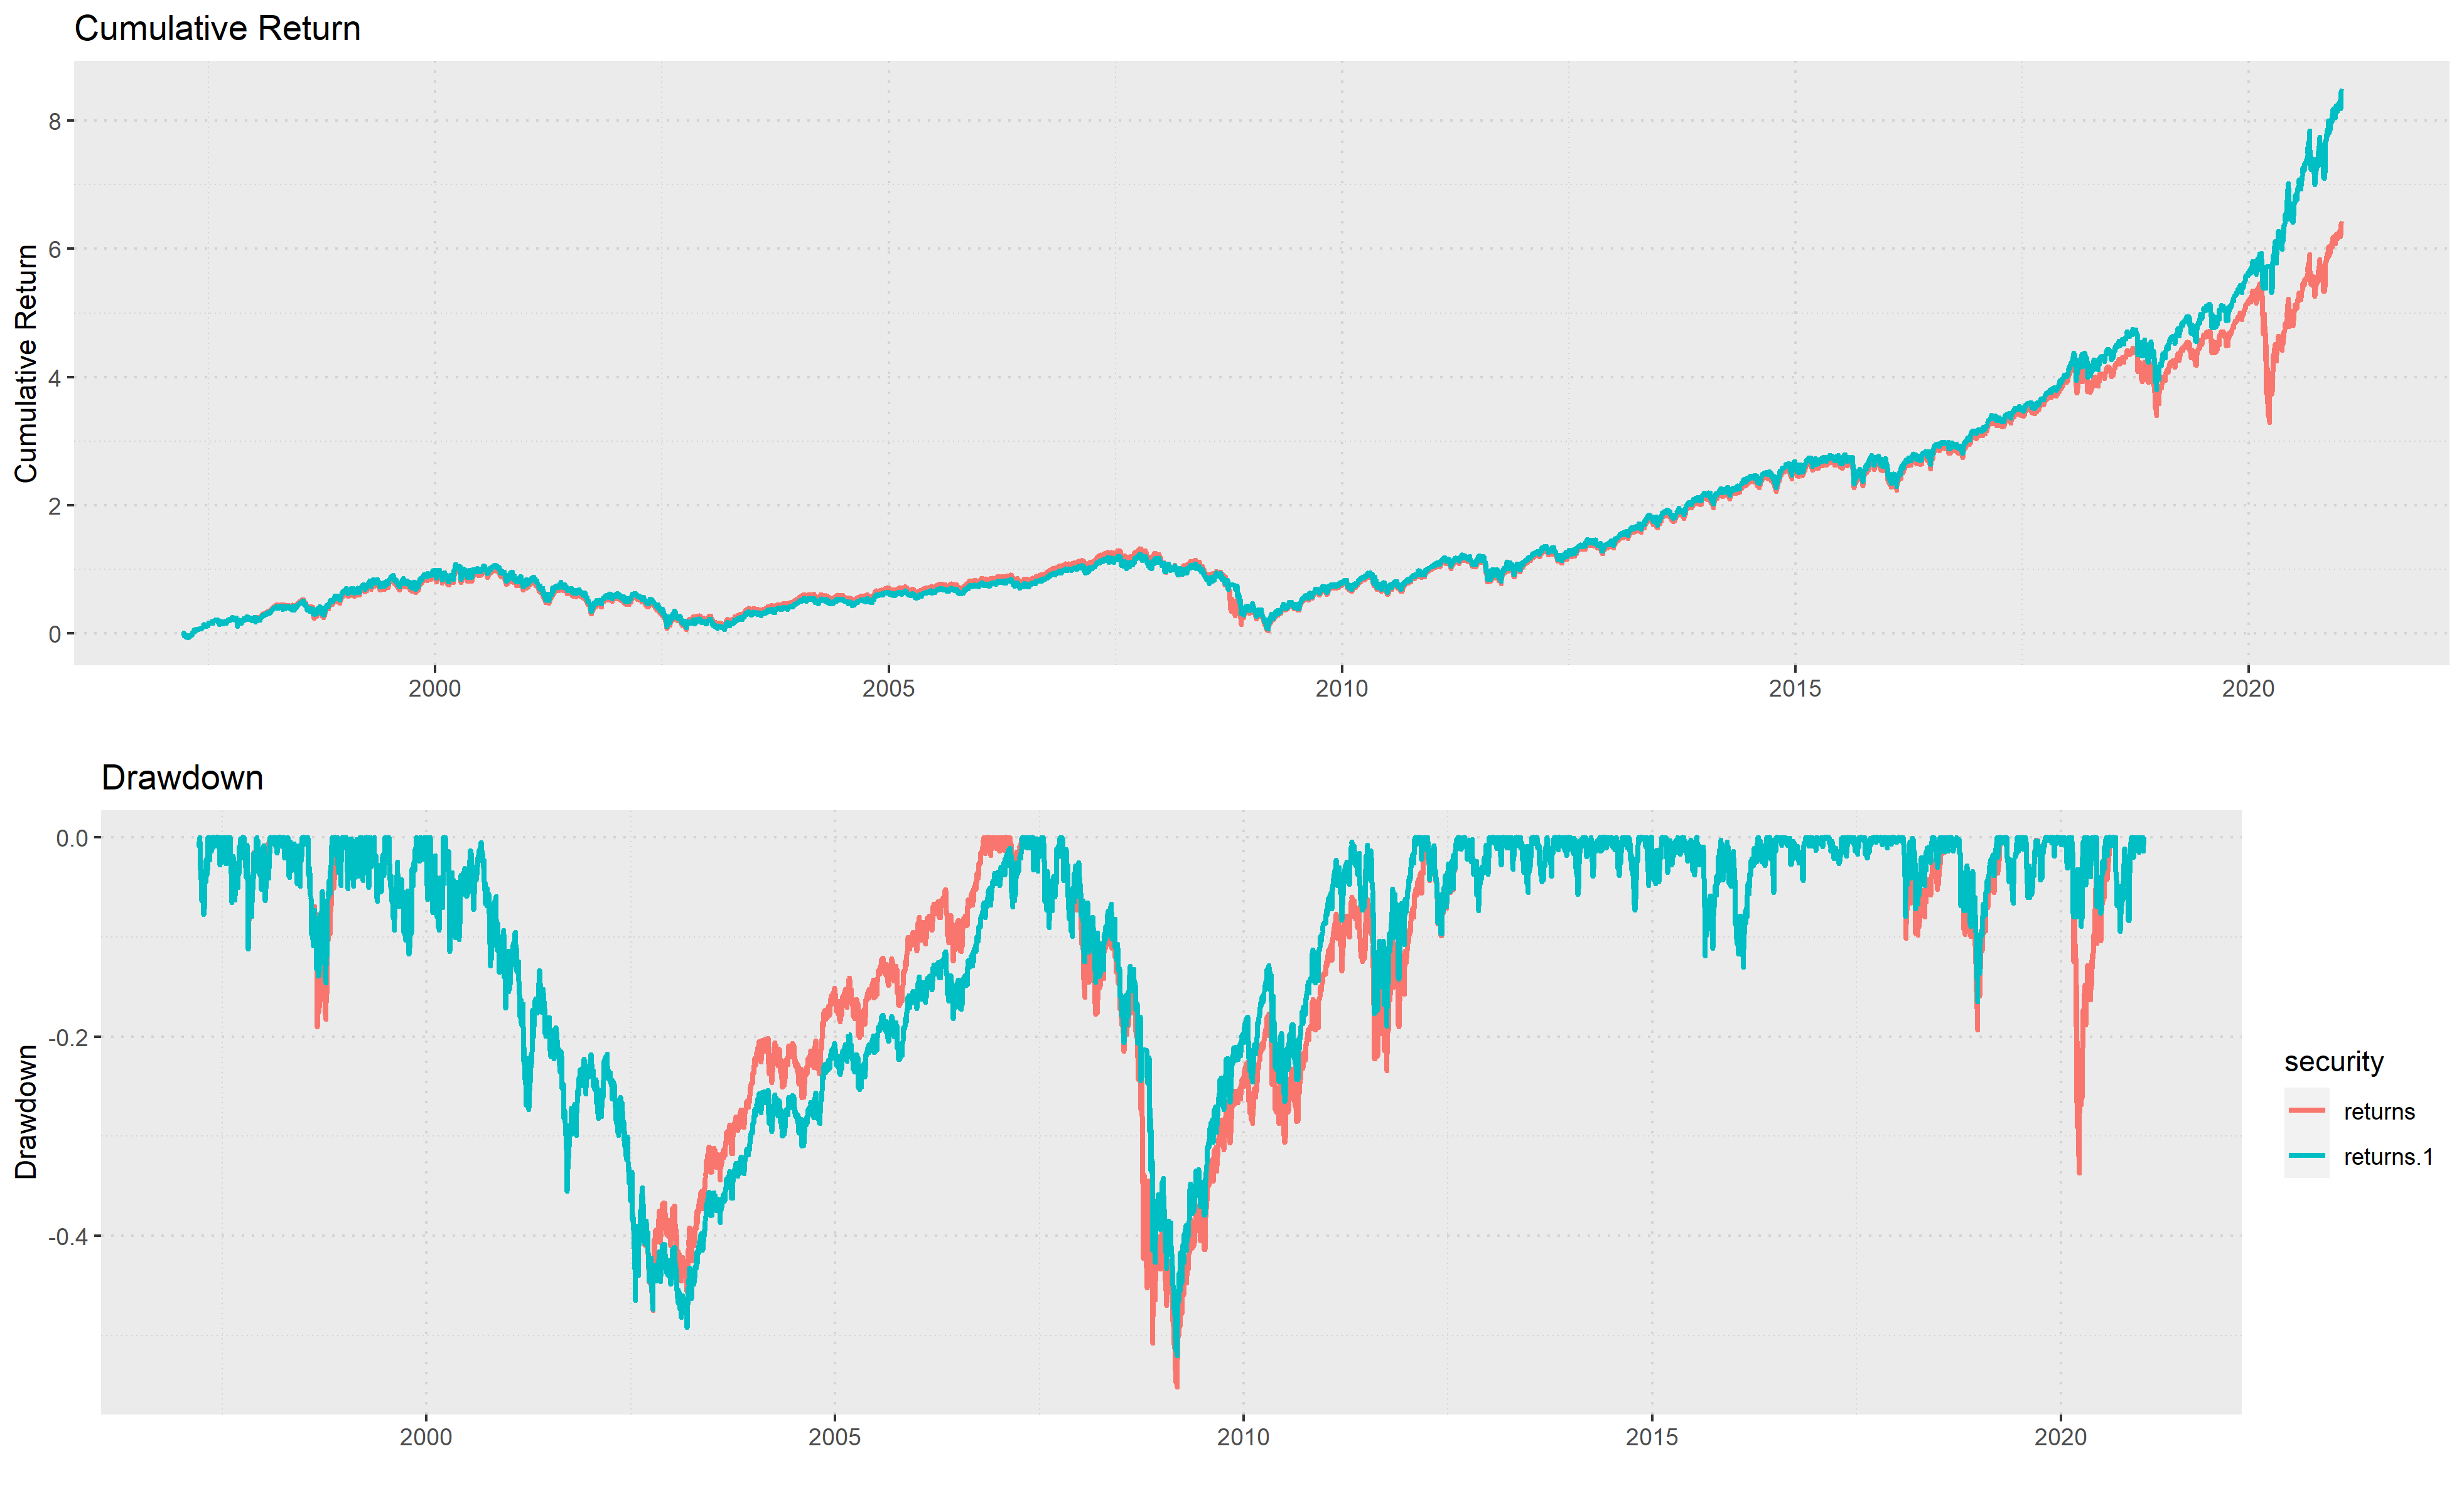 Cumulative Return
Cumulative Return
8
6
4
2
0
2000 2005 2010 2015 2020
Drawdown
Drawdown
0.0
-0.2
-0.4
2000 2005 2010 2015 2020
security
returns
returns.1